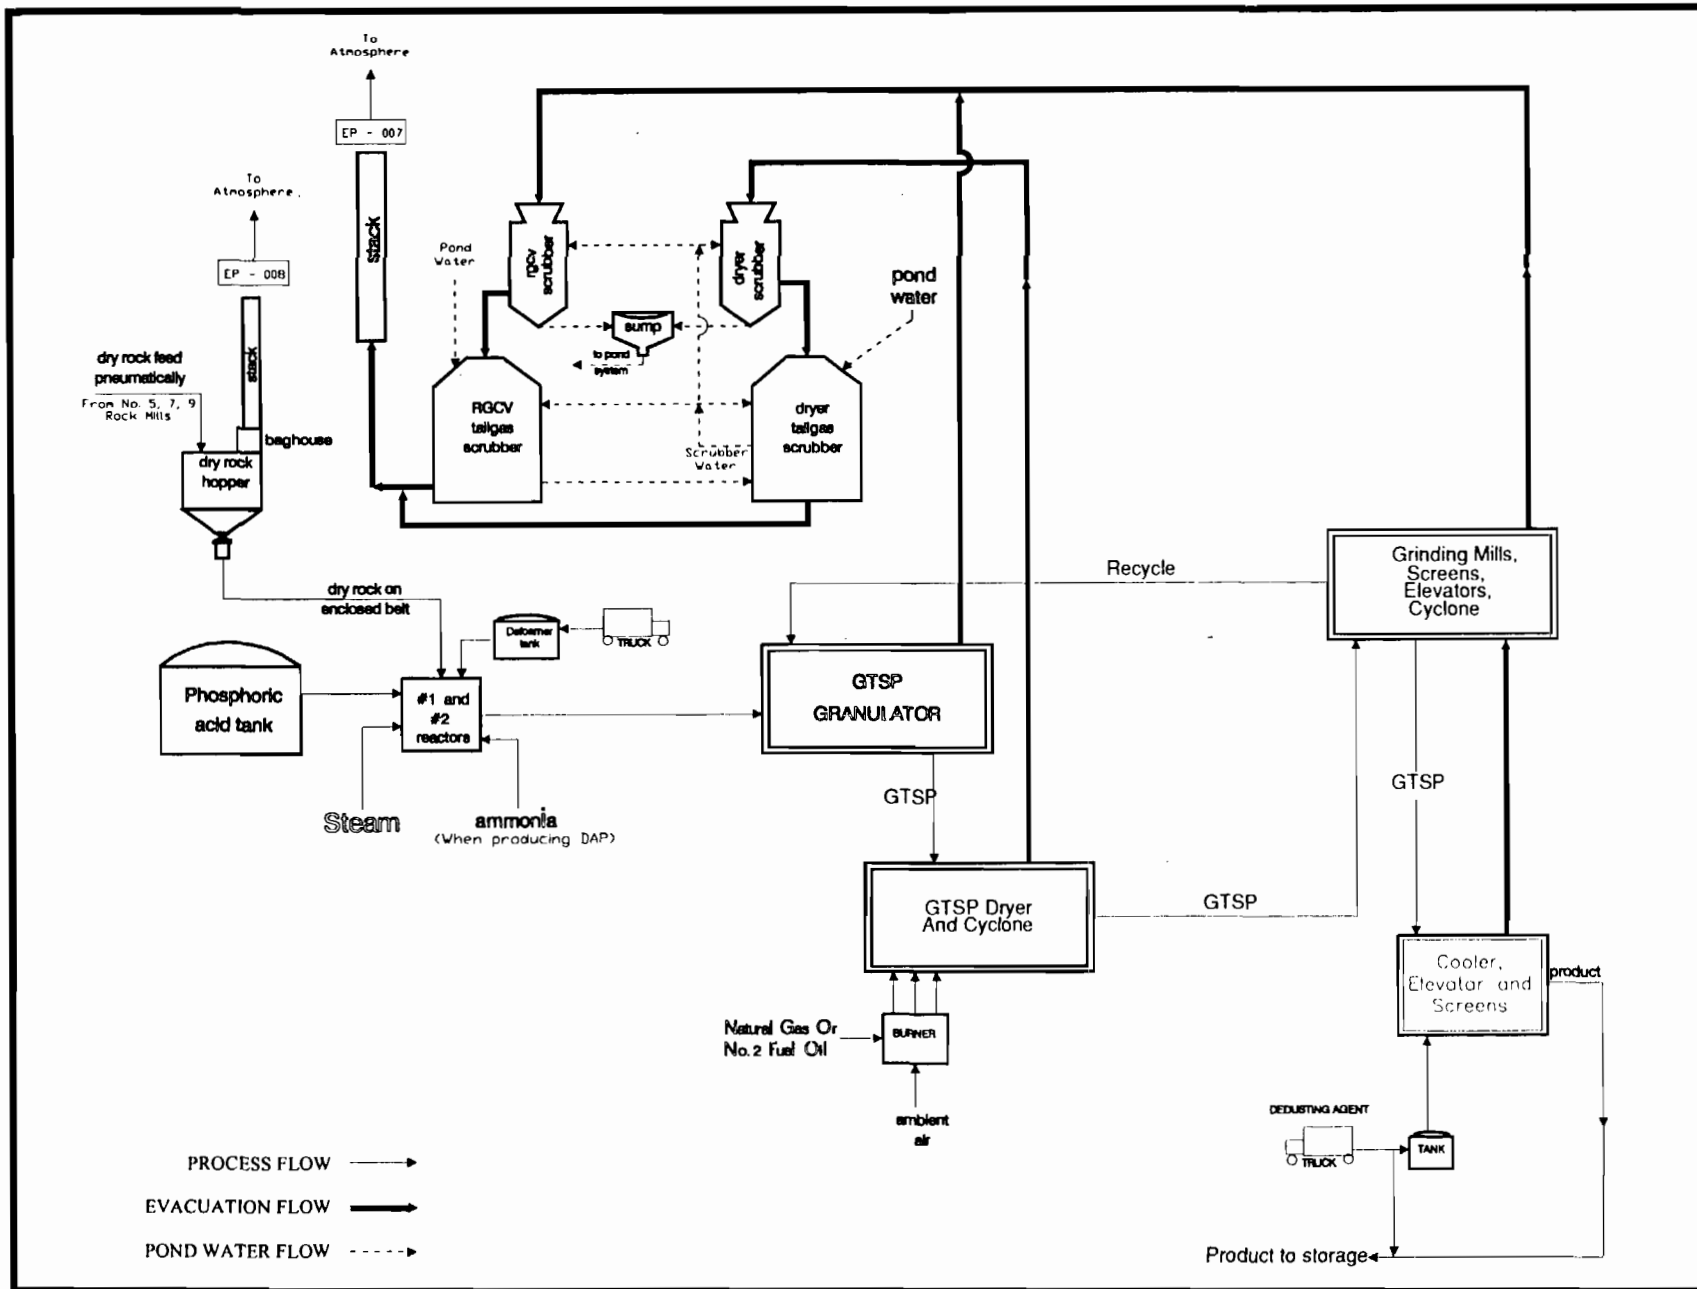 To
Atmosphere
To
Atmosphere
EP - 007
EP - 008
stack
stack
dry rock feed
pneumatically
From No. 5, 7, 9
Rock Mills
baghouse
dry rock
hopper
Pond
Water
rgcv
scrubber
dryer
scrubber
pond
water
sump
to pond
system
RGCV
tailgas
scrubber
dryer
tailgas
scrubber
Scrubber
Water
dry rock on
enclosed belt
Defoamer
tank
TRUCK
Phosphoric
acid tank
#1 and
#2
reactors
Steam
ammonia
(When producing DAP)
Recycle
GTSP
GRANULATOR
GTSP
Grinding Mills,
Screens,
Elevators,
Cyclone
GTSP
GTSP Dryer
And Cyclone
GTSP
Cooler,
Elevator and
Screens
product
Natural Gas Or
No. 2 Fuel Oil
BURNER
ambient
air
DEDUSTING AGENT
TRUCK
TANK
Product to storage
PROCESS FLOW
EVACUATION FLOW
POND WATER FLOW